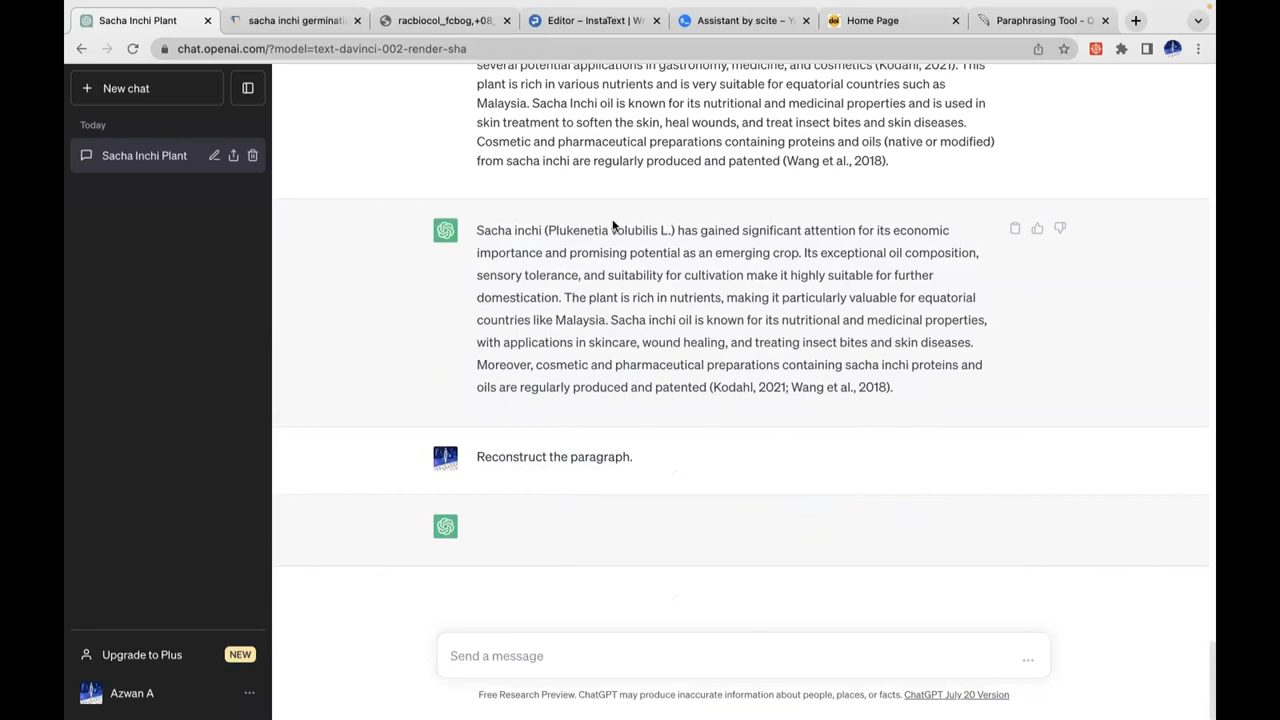 Sacha Inchi Plant
sacha inchi germinati
racbiocol_fcbog,+08,
Editor – InstaText | W
Assistant by scite – Y
Home Page
Paraphrasing Tool - Q
chat.openai.com/?model=text-davinci-002-render-sha
New chat
Today
Sacha Inchi Plant
several potential applications in gastronomy, medicine, and cosmetics (Kodahl, 2021). This
plant is rich in various nutrients and is very suitable for equatorial countries such as
Malaysia. Sacha Inchi oil is known for its nutritional and medicinal properties and is used in
skin treatment to soften the skin, heal wounds, and treat insect bites and skin diseases.
Cosmetic and pharmaceutical preparations containing proteins and oils (native or modified)
from sacha inchi are regularly produced and patented (Wang et al., 2018).
Sacha inchi (Plukenetia volubilis L.) has gained significant attention for its economic
importance and promising potential as an emerging crop. Its exceptional oil composition,
sensory tolerance, and suitability for cultivation make it highly suitable for further
domestication. The plant is rich in nutrients, making it particularly valuable for equatorial
countries like Malaysia. Sacha inchi oil is known for its nutritional and medicinal properties,
with applications in skincare, wound healing, and treating insect bites and skin diseases.
Moreover, cosmetic and pharmaceutical preparations containing sacha inchi proteins and
oils are regularly produced and patented (Kodahl, 2021; Wang et al., 2018).
Reconstruct the paragraph.
Send a message
Free Research Preview. ChatGPT may produce inaccurate information about people, places, or facts. ChatGPT July 20 Version
Upgrade to Plus
NEW
Azwan A